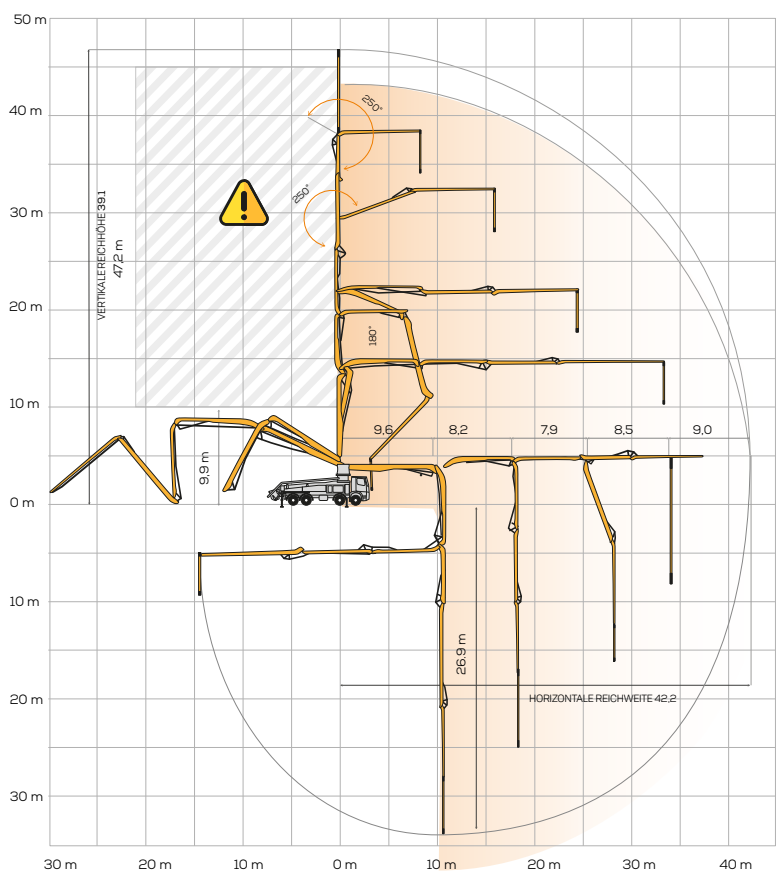 50 m
40 m
250°
VERTIKALE REICHHÖHE 39.1
47,2 m
250°
30 m
20 m
180°
10 m
9,6
8,2
7,9
8,5
9,0
9,9 m
0 m
10 m
26.9 m
HORIZONTALE REICHWEITE 42,2
20 m
30 m
30 m
20 m
10 m
0 m
10 m
20 m
30 m
40 m